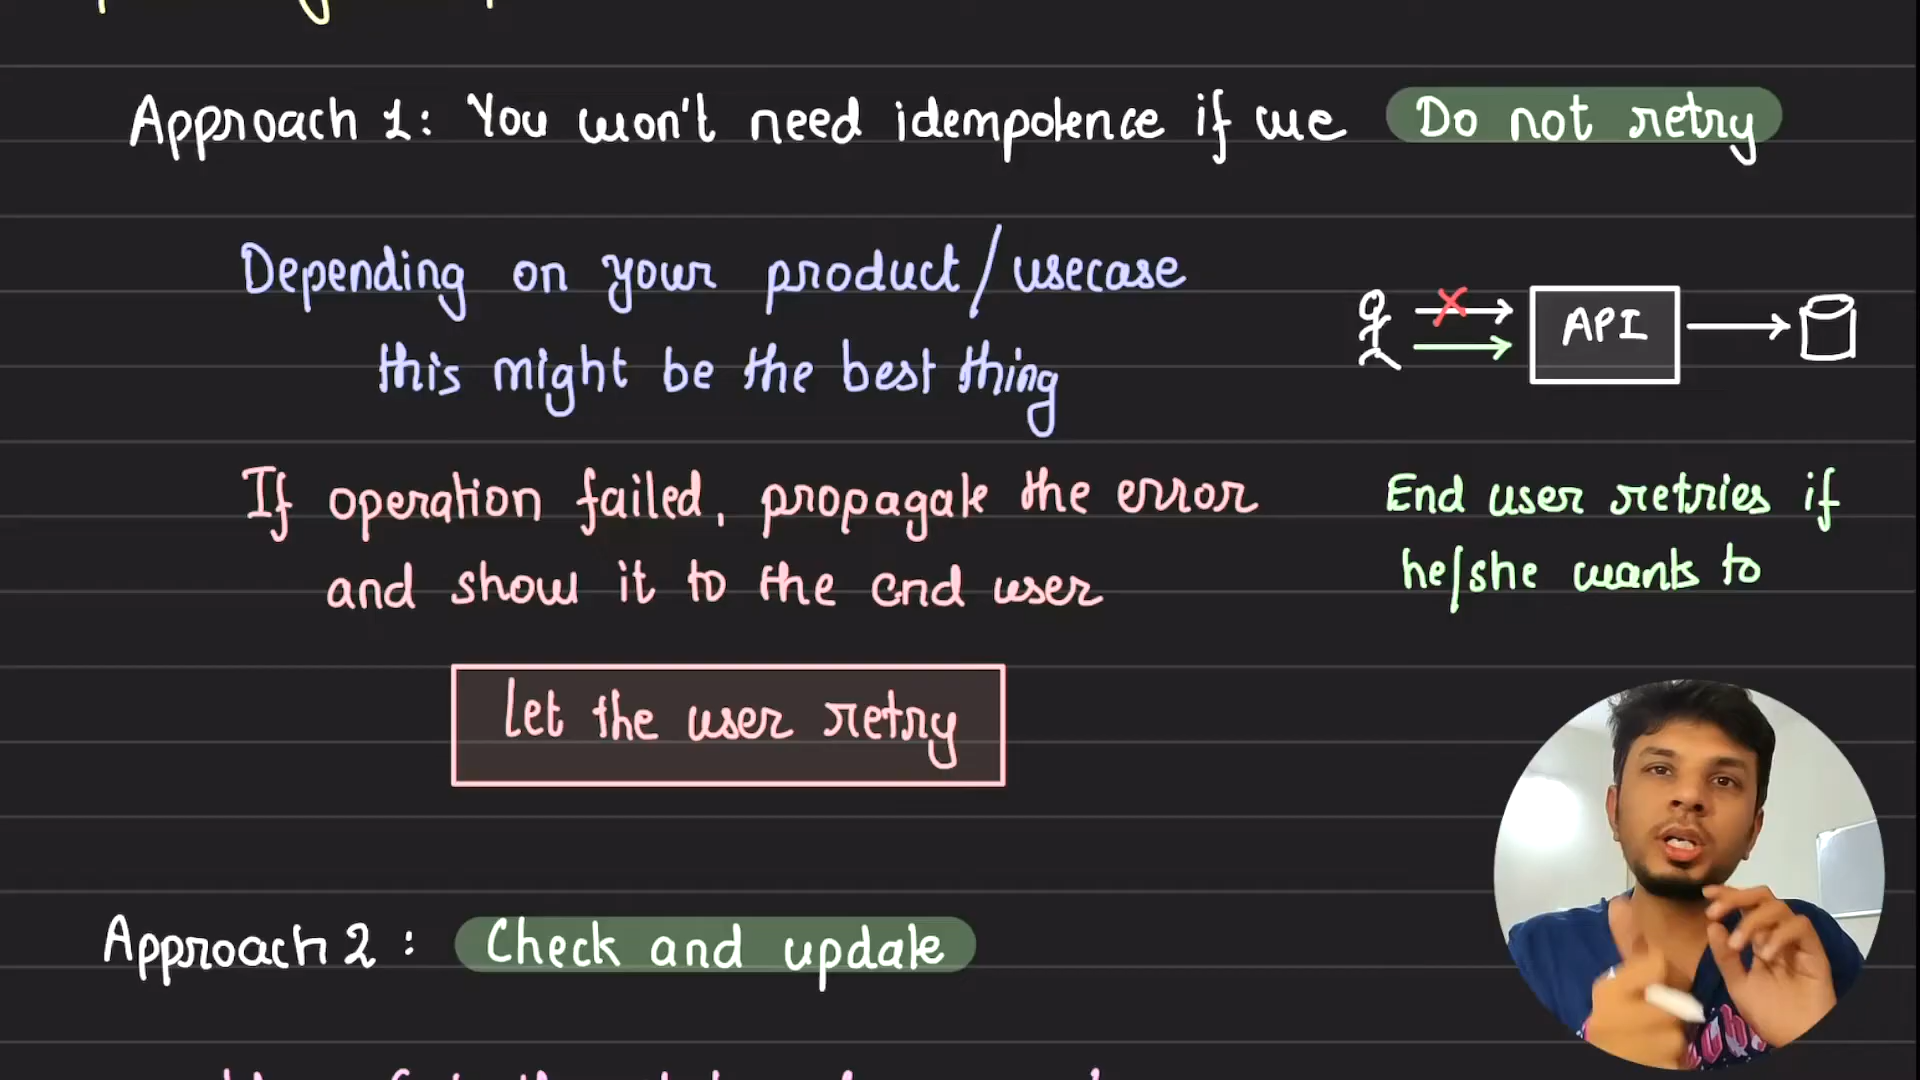 Approach 1: You won't need idempotence if we Do not retry
Depending on your product/usecase
this might be the best thing
API
If operation failed, propagate the error
and show it to the end user
End user retries if
he/she wants to
Let the user retry
Approach 2: Check and update